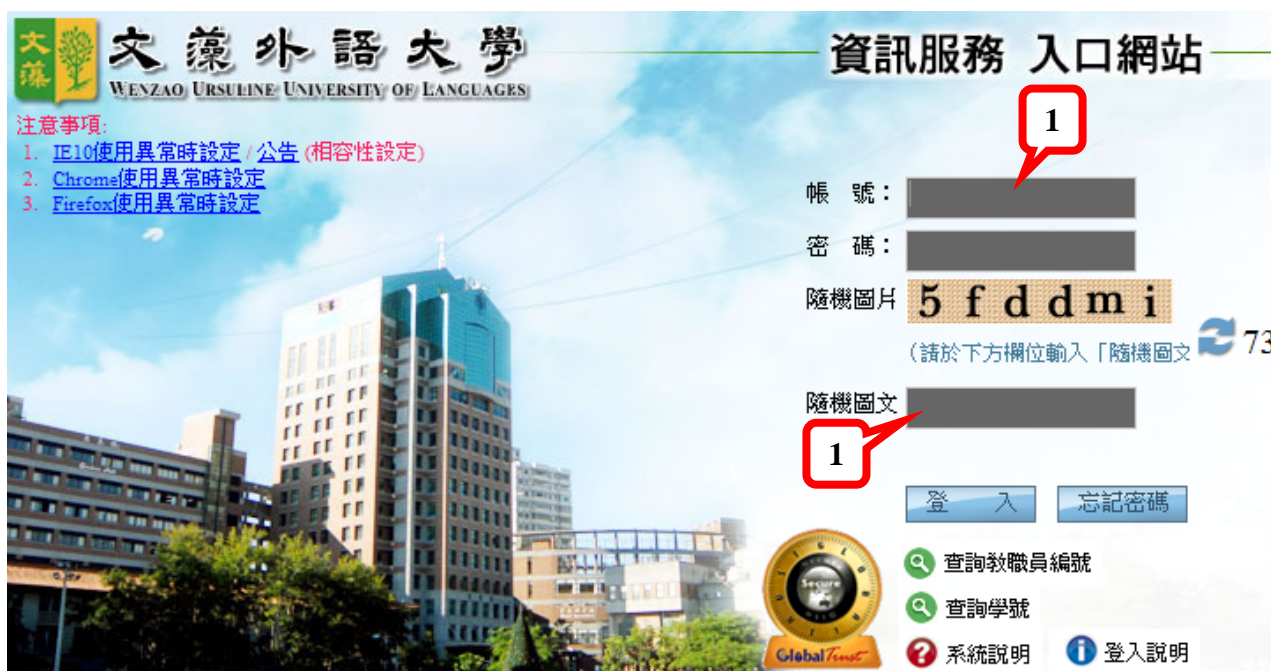 文藻
文藻外語大學
WENZAO URSULINE UNIVERSITY OF LANGUAGES
資訊服務 入口網站
注意事項:
1. IE10使用異常時設定 / 公告 (相容性設定)
2. Chrome使用異常時設定
3. Firefox使用異常時設定
1
帳 號：
密 碼：
隨機圖片 5 f d d m i
(請於下方欄位輸入「隨機圖文 73
隨機圖文
1
登 入 忘記密碼
查詢教職員編號
查詢學號
系統說明 登入說明
Secure
GlobalTrust